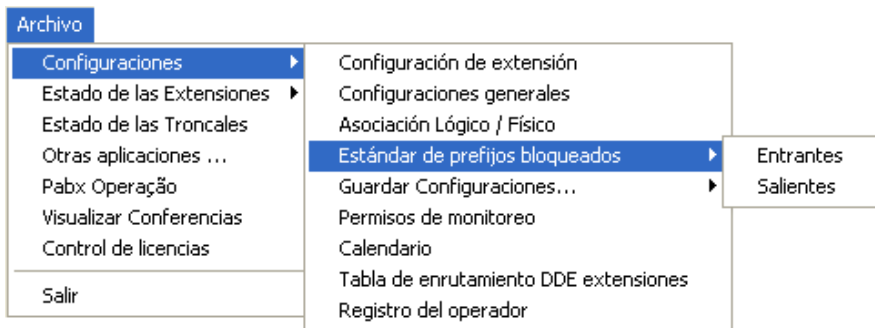 Archivo
Configuraciones
Estado de las Extensiones
Estado de las Troncales
Otras aplicaciones ...
Pabx Operação
Visualizar Conferencias
Control de licencias
Salir
Configuración de extensión
Configuraciones generales
Asociación Lógico / Físico
Estándar de prefijos bloqueados
Guardar Configuraciones...
Permisos de monitoreo
Calendario
Tabla de enrutamiento DDE extensiones
Registro del operador
Entrantes
Salientes